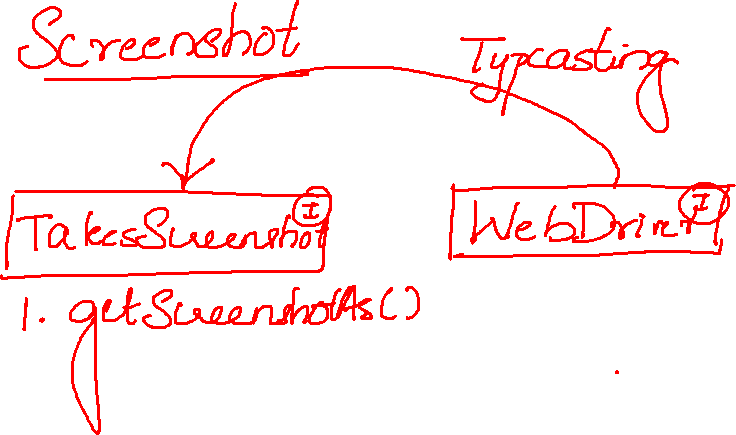 Screenshot
Typcasting
I
I
TakesScreenshot
WebDriver
1. getScreenshotAs()